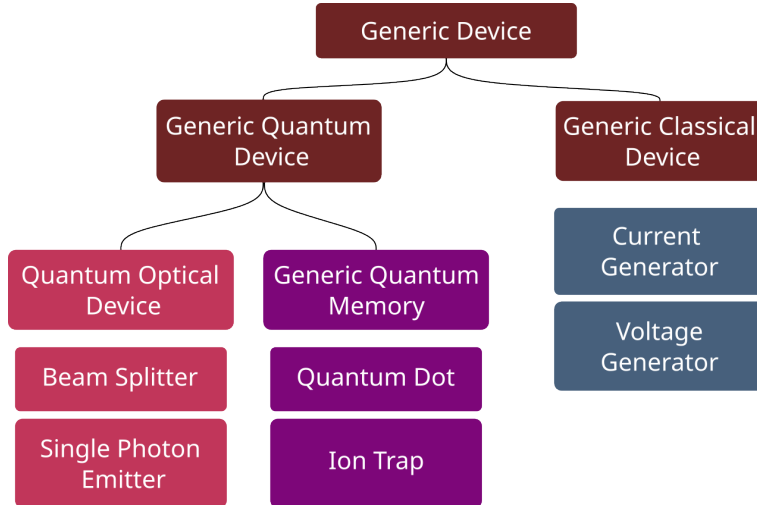 Generic Device
Generic Quantum
Device
Generic Classical
Device
Quantum Optical
Device
Generic Quantum
Memory
Current
Generator
Voltage
Generator
Beam Splitter
Quantum Dot
Single Photon
Emitter
Ion Trap